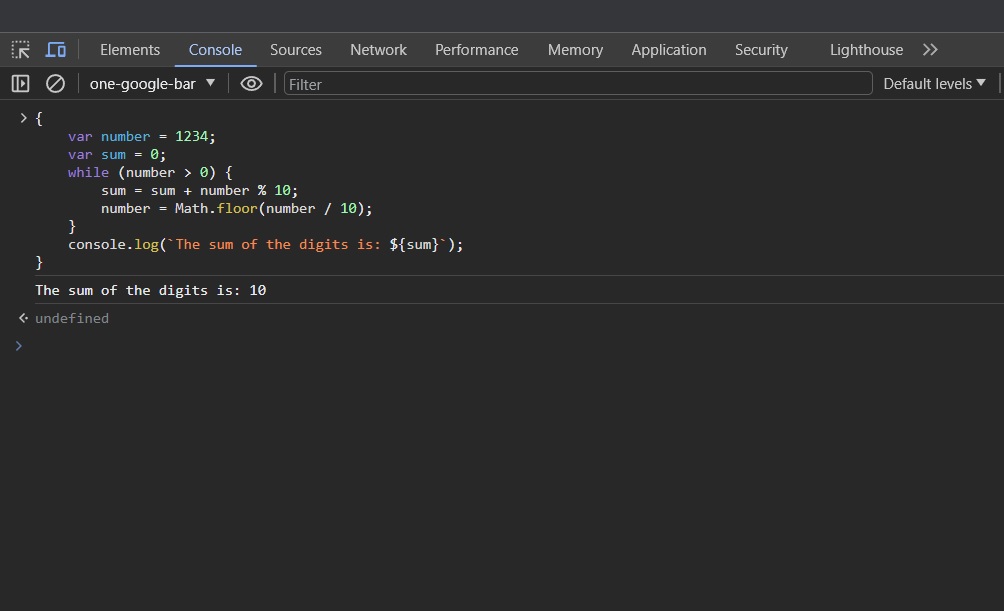 Elements Console Sources Network Performance Memory Application Security Lighthouse
one-google-bar Filter Default levels
{
    var number = 1234;
    var sum = 0;
    while (number > 0) {
        sum = sum + number % 10;
        number = Math.floor(number / 10);
    }
    console.log(`The sum of the digits is: ${sum}`);
}
The sum of the digits is: 10
undefined